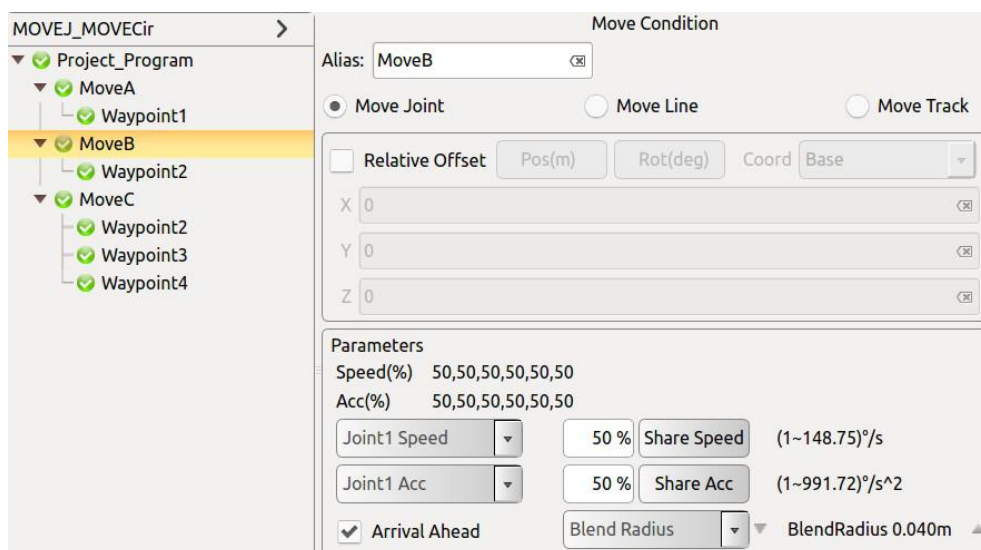 MOVEJ_MOVECir
Project_Program
MoveA
Waypoint1
MoveB
Waypoint2
MoveC
Waypoint2
Waypoint3
Waypoint4
Move Condition
Alias: MoveB
Move Joint Move Line Move Track
Relative Offset Pos(m) Rot(deg) Coord Base
X 0
Y 0
Z 0
Parameters
Speed(%) 50,50,50,50,50,50
Acc(%) 50,50,50,50,50,50
Joint1 Speed 50 % Share Speed (1~148.75)°/s
Joint1 Acc 50 % Share Acc (1~991.72)°/s^2
Arrival Ahead Blend Radius BlendRadius 0.040m